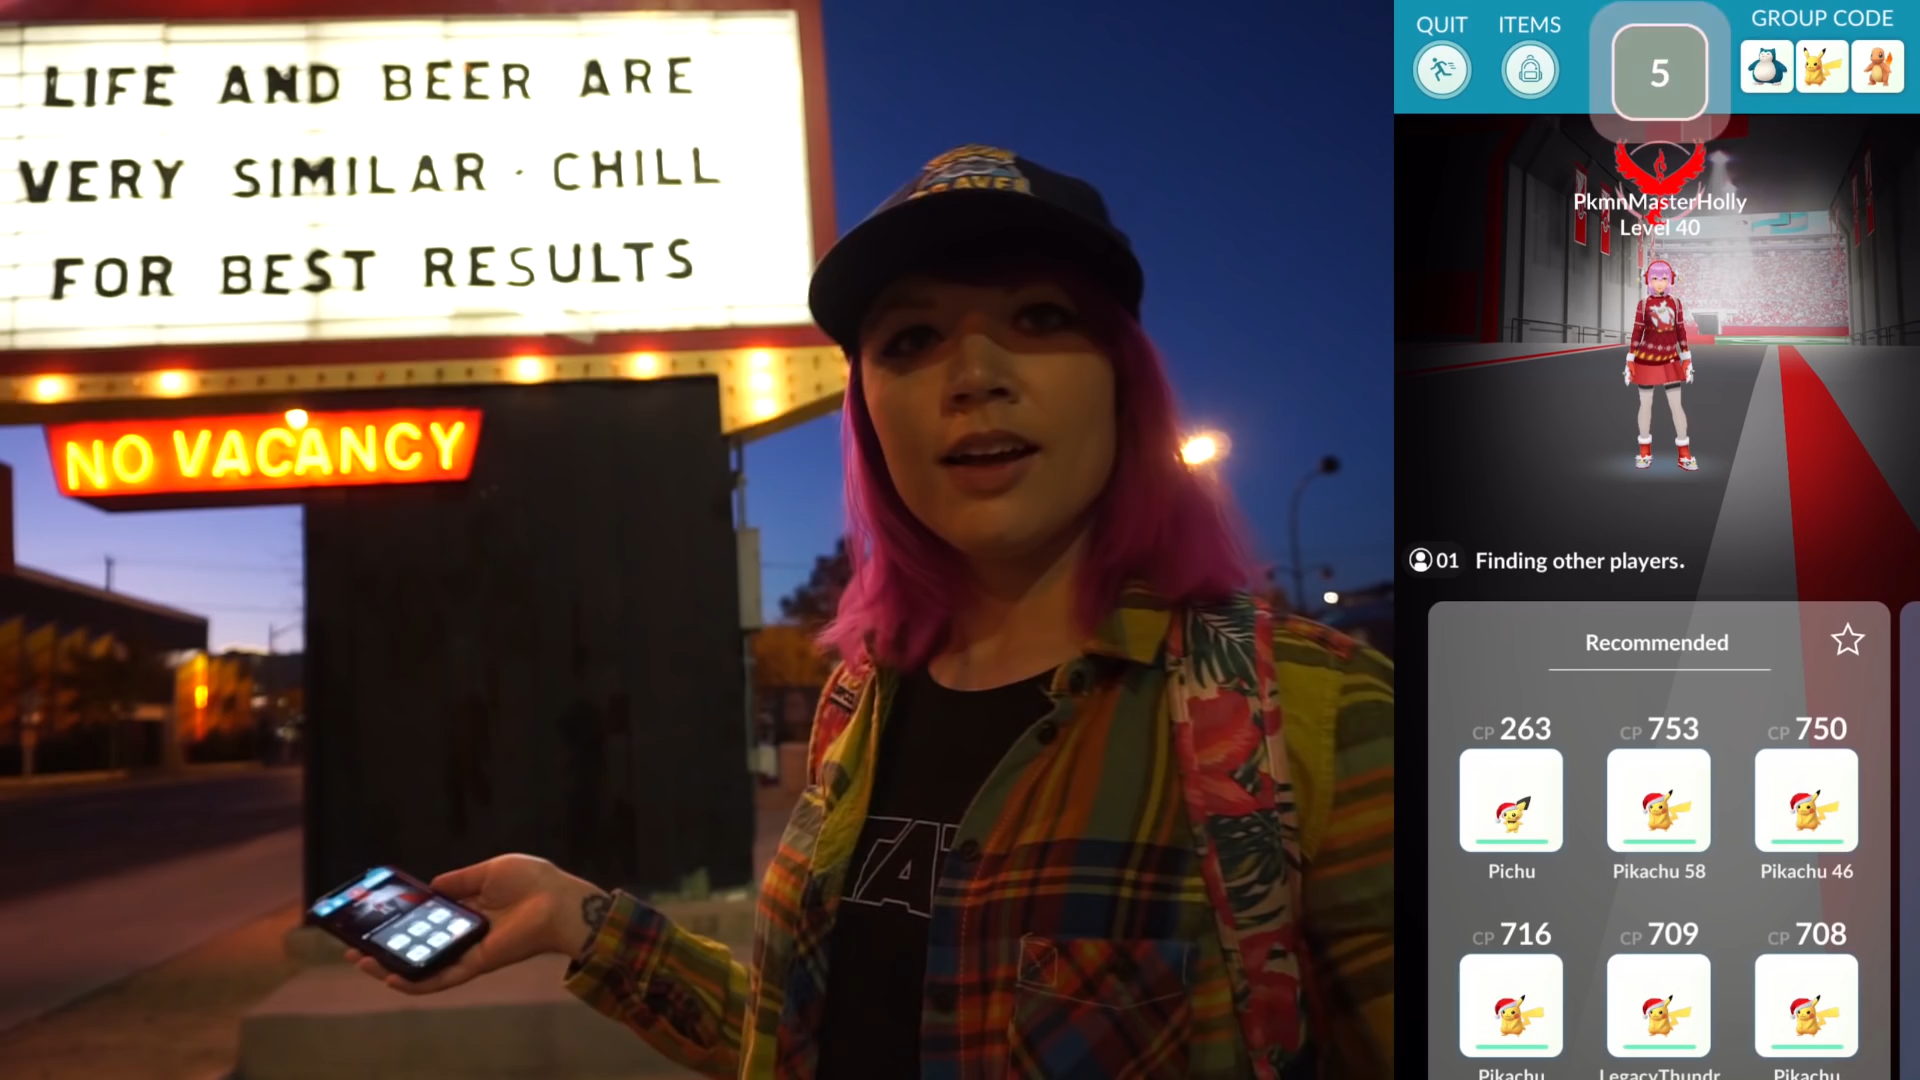 LIFE AND BEER ARE
VERY SIMILAR · CHILL
FOR BEST RESULTS
NO VACANCY
QUIT
ITEMS
5
GROUP CODE
PkmnMasterHolly
Level 40
01 Finding other players.
Recommended
CP 263
CP 753
CP 750
Pichu
Pikachu 58
Pikachu 46
CP 716
CP 709
CP 708
Pikachu
LegacyThundr
Pikachu